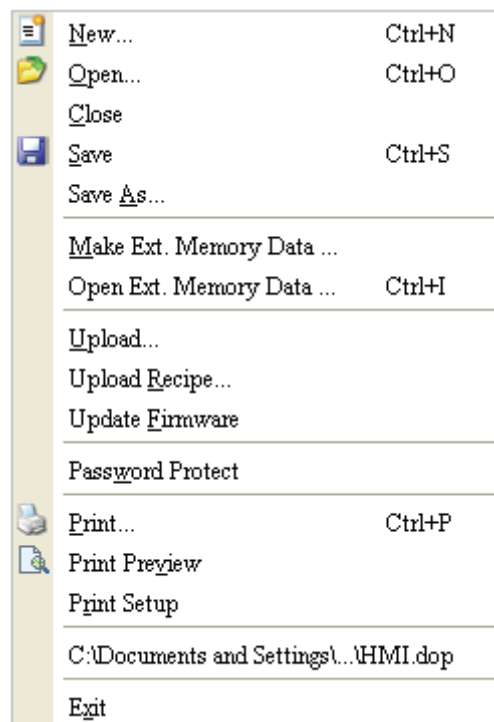 New... Ctrl+N
Open... Ctrl+O
Close
Save Ctrl+S
Save As...
Make Ext. Memory Data ...
Open Ext. Memory Data ... Ctrl+I
Upload...
Upload Recipe...
Update Firmware
Password Protect
Print... Ctrl+P
Print Preview
Print Setup
C:\Documents and Settings\...\HMI.dop
Exit